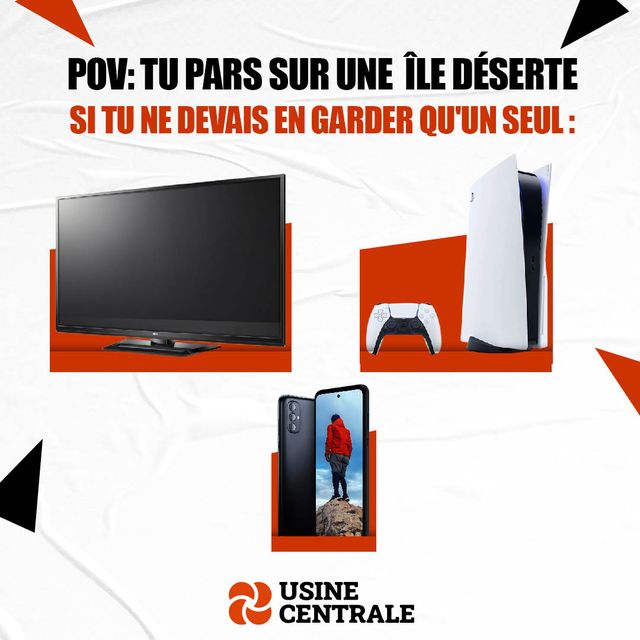 POV: TU PARS SUR UNE ÎLE DÉSERTE
SI TU NE DEVAIS EN GARDER QU'UN SEUL :
USINE
CENTRALE